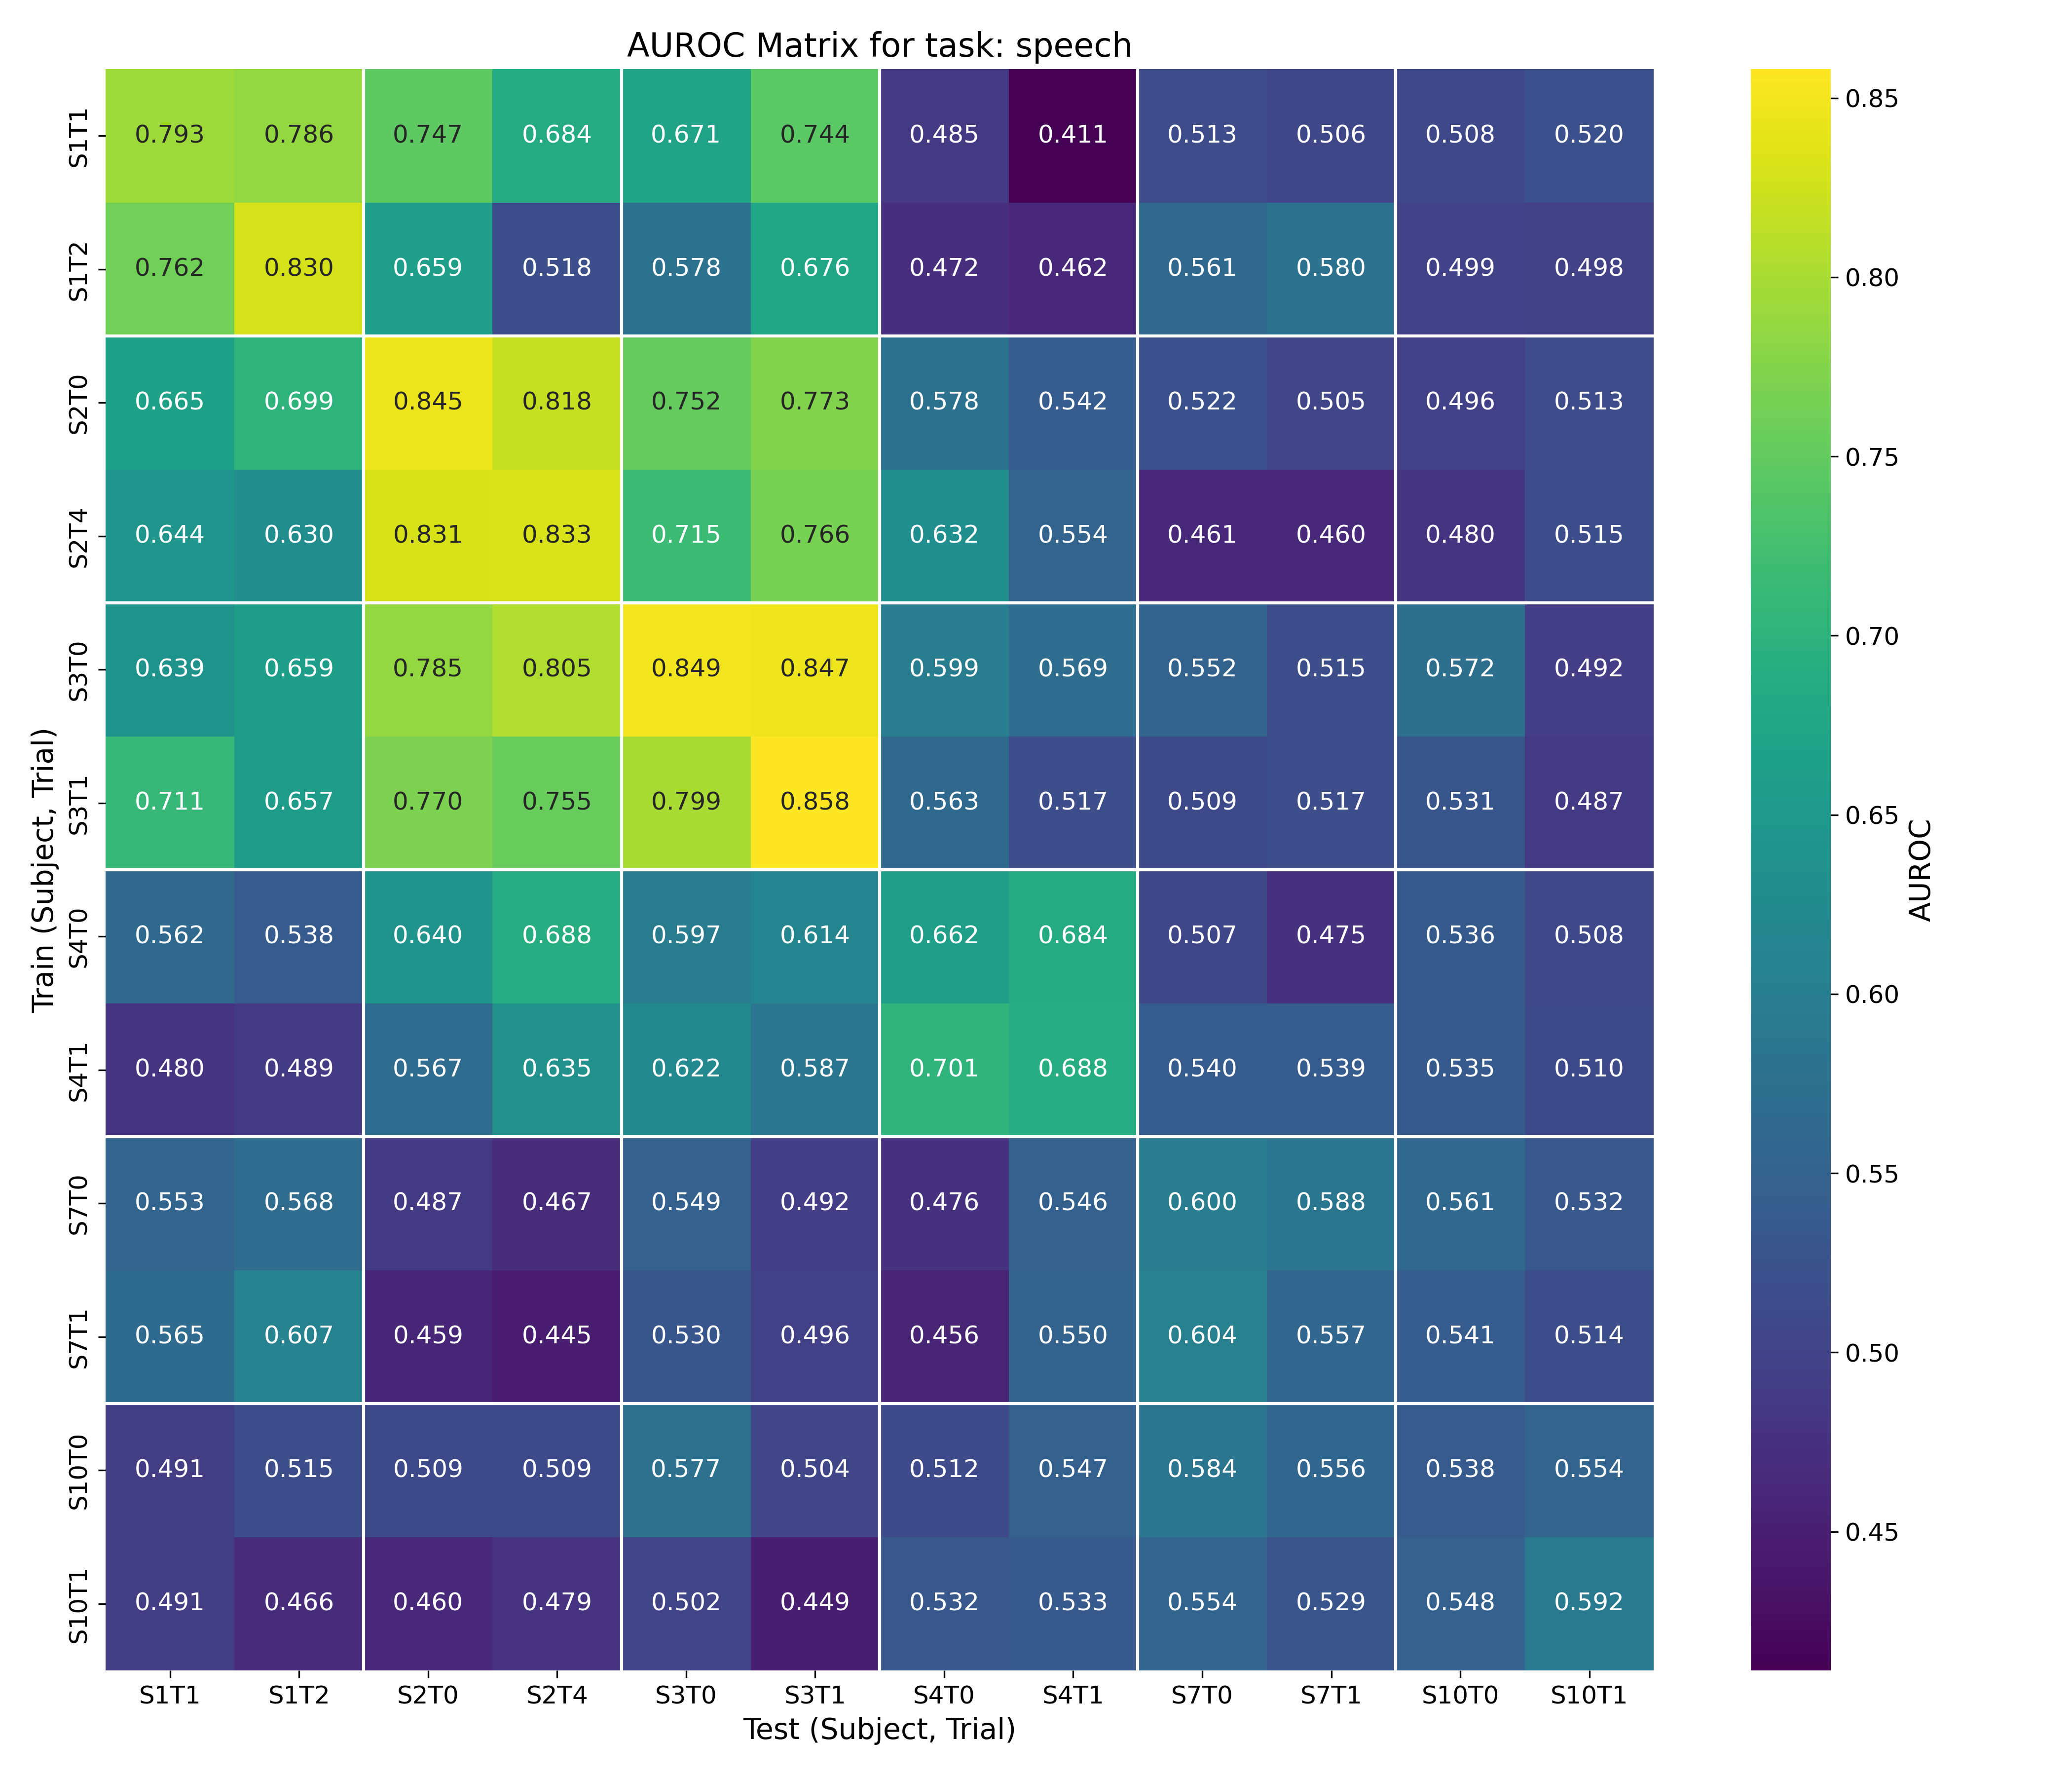 AUROC Matrix for task: speech
S1T1 0.793 0.786 0.747 0.684 0.671 0.744 0.485 0.411 0.513 0.506 0.508 0.520
S1T2 0.762 0.830 0.659 0.518 0.578 0.676 0.472 0.462 0.561 0.580 0.499 0.498
S2T0 0.665 0.699 0.845 0.818 0.752 0.773 0.578 0.542 0.522 0.505 0.496 0.513
S2T4 0.644 0.630 0.831 0.833 0.715 0.766 0.632 0.554 0.461 0.460 0.480 0.515
S3T0 0.639 0.659 0.785 0.805 0.849 0.847 0.599 0.569 0.552 0.515 0.572 0.492
S3T1 0.711 0.657 0.770 0.755 0.799 0.858 0.563 0.517 0.509 0.517 0.531 0.487
S4T0 0.562 0.538 0.640 0.688 0.597 0.614 0.662 0.684 0.507 0.475 0.536 0.508
S4T1 0.480 0.489 0.567 0.635 0.622 0.587 0.701 0.688 0.540 0.539 0.535 0.510
S7T0 0.553 0.568 0.487 0.467 0.549 0.492 0.476 0.546 0.600 0.588 0.561 0.532
S7T1 0.565 0.607 0.459 0.445 0.530 0.496 0.456 0.550 0.604 0.557 0.541 0.514
S10T0 0.491 0.515 0.509 0.509 0.577 0.504 0.512 0.547 0.584 0.556 0.538 0.554
S10T1 0.491 0.466 0.460 0.479 0.502 0.449 0.532 0.533 0.554 0.529 0.548 0.592
S1T1 S1T2 S2T0 S2T4 S3T0 S3T1 S4T0 S4T1 S7T0 S7T1 S10T0 S10T1
Test (Subject, Trial)
Train (Subject, Trial)
0.85
0.80
0.75
0.70
0.65
0.60
0.55
0.50
0.45
AUROC